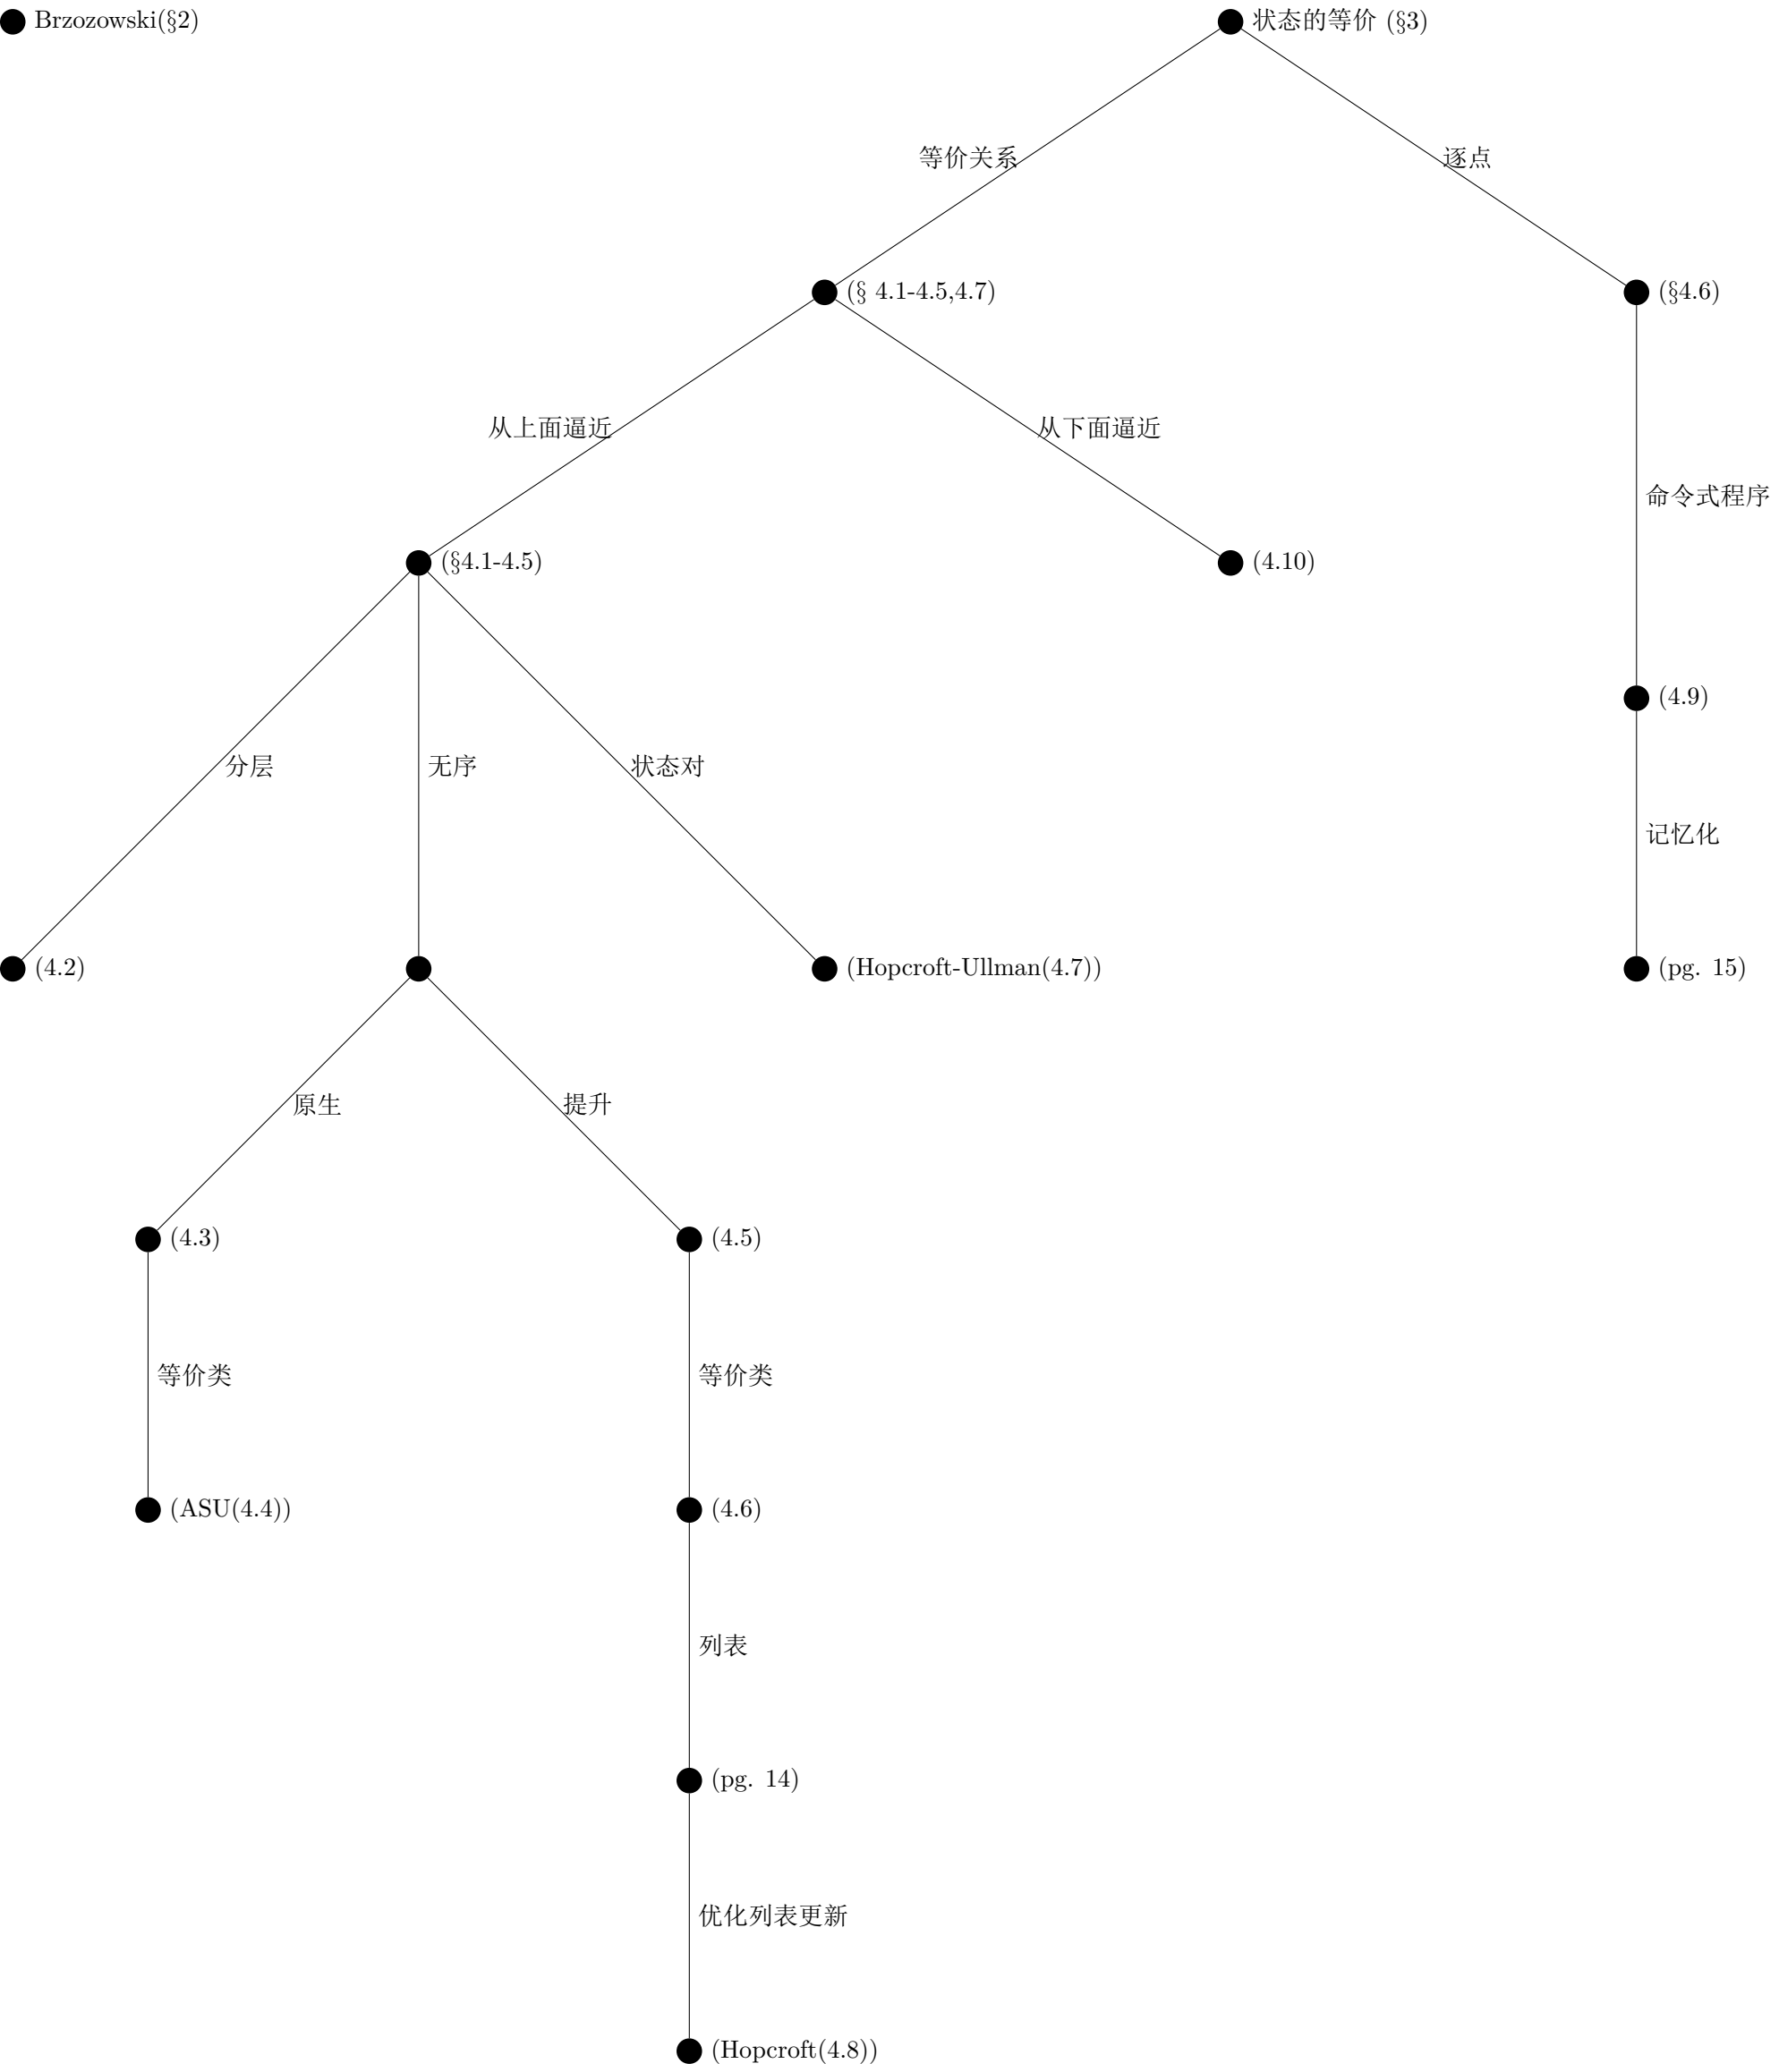 Brzozowski(§2)
状态的等价 (§3)
等价关系
逐点
(§ 4.1-4.5,4.7)
(§4.6)
从上面逼近
从下面逼近
命令式程序
(§4.1-4.5)
(4.10)
(4.9)
分层
无序
状态对
记忆化
(4.2)
(Hopcroft-Ullman(4.7))
(pg. 15)
原生
提升
(4.3)
(4.5)
等价类
等价类
(ASU(4.4))
(4.6)
列表
(pg. 14)
优化列表更新
(Hopcroft(4.8))